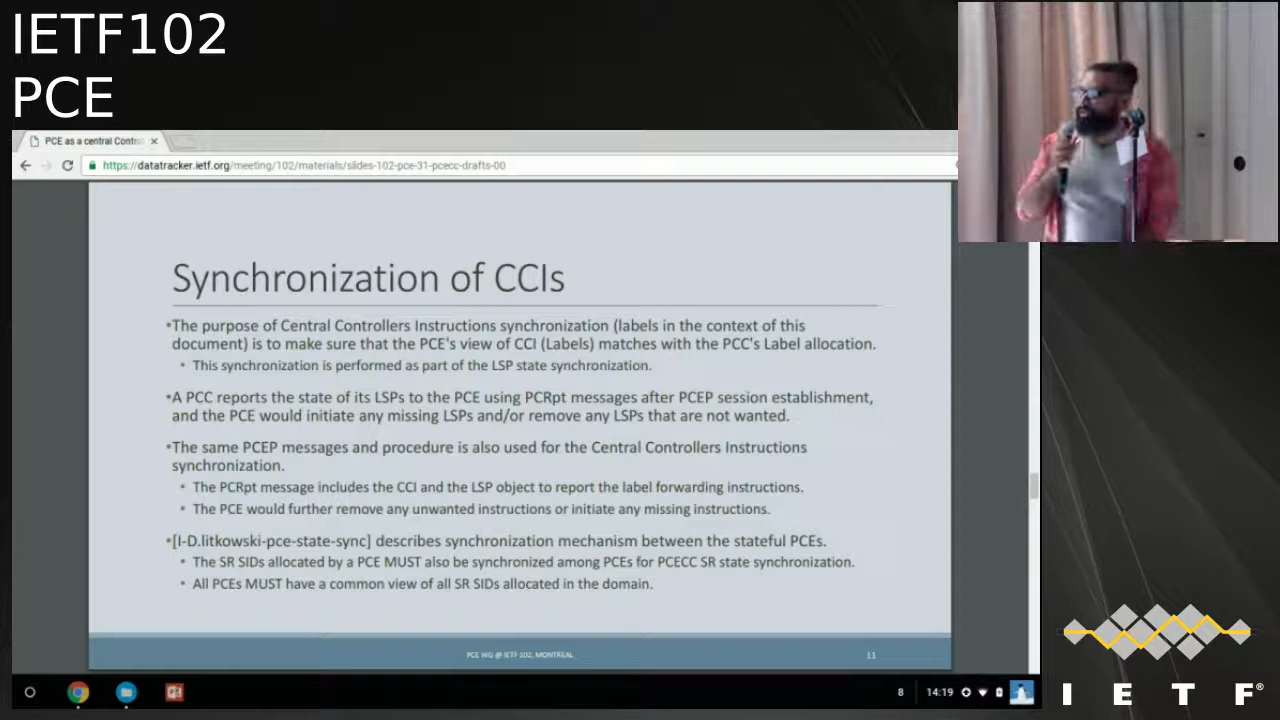 IETF102
PCE
PCE as a central Contr
https://datatracker.ietf.org/meeting/102/materials/slides-102-pce-31-pcecc-drafts-00
Synchronization of CCIs
•The purpose of Central Controllers Instructions synchronization (labels in the context of this
document) is to make sure that the PCE's view of CCI (Labels) matches with the PCC's Label allocation.
• This synchronization is performed as part of the LSP state synchronization.
•A PCC reports the state of its LSPs to the PCE using PCRpt messages after PCEP session establishment,
and the PCE would initiate any missing LSPs and/or remove any LSPs that are not wanted.
•The same PCEP messages and procedure is also used for the Central Controllers Instructions
synchronization.
• The PCRpt message includes the CCI and the LSP object to report the label forwarding instructions.
• The PCE would further remove any unwanted instructions or initiate any missing instructions.
•[I-D.litkowski-pce-state-sync] describes synchronization mechanism between the stateful PCEs.
• The SR SIDs allocated by a PCE MUST also be synchronized among PCEs for PCECC SR state synchronization.
• All PCEs MUST have a common view of all SR SIDs allocated in the domain.
PCE WG @ IETF 102, MONTREAL
11
8 14:19
I E T F®